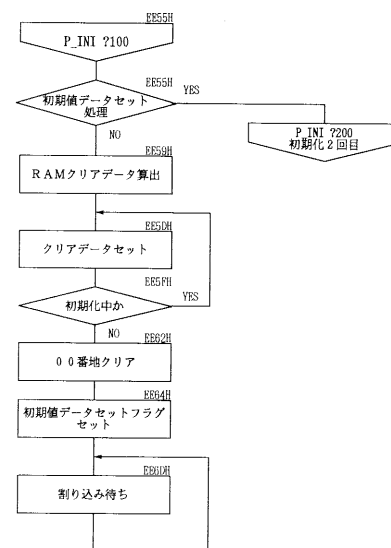 EE55H
P_INI ?100
EE55H
初期値データセット
処理
YES
NO
P_INI ?200
初期化2回目
EE59H
RAMクリアデータ算出
EE5DH
クリアデータセット
EE5FH
初期化中か
YES
NO
EE62H
00番地クリア
EE64H
初期値データセットフラグ
セット
EE6DH
割り込み待ち